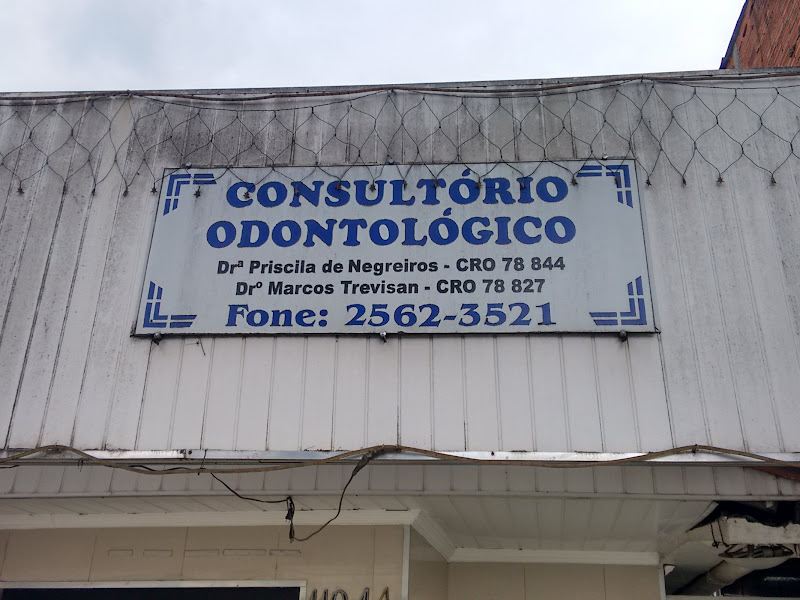 CONSULTÓRIO
ODONTOLÓGICO
Drª Priscila de Negreiros - CRO 78 844
Drº Marcos Trevisan - CRO 78 827
Fone: 2562-3521